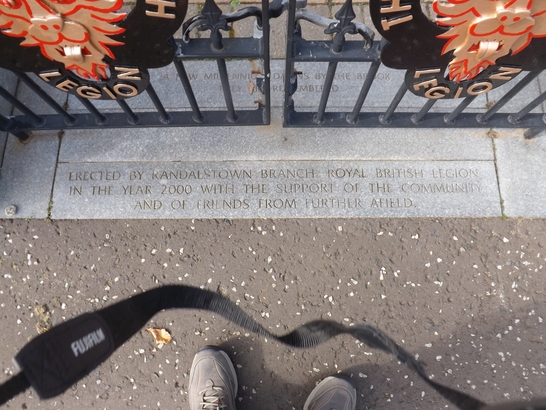 LEGION
LEGION
ERECTED BY RANDALSTOWN BRANCH, ROYAL BRITISH LEGION
IN THE YEAR 2000 WITH THE SUPPORT OF THE COMMUNITY
AND OF FRIENDS FROM FURTHER AFIELD.
FUJIFILM